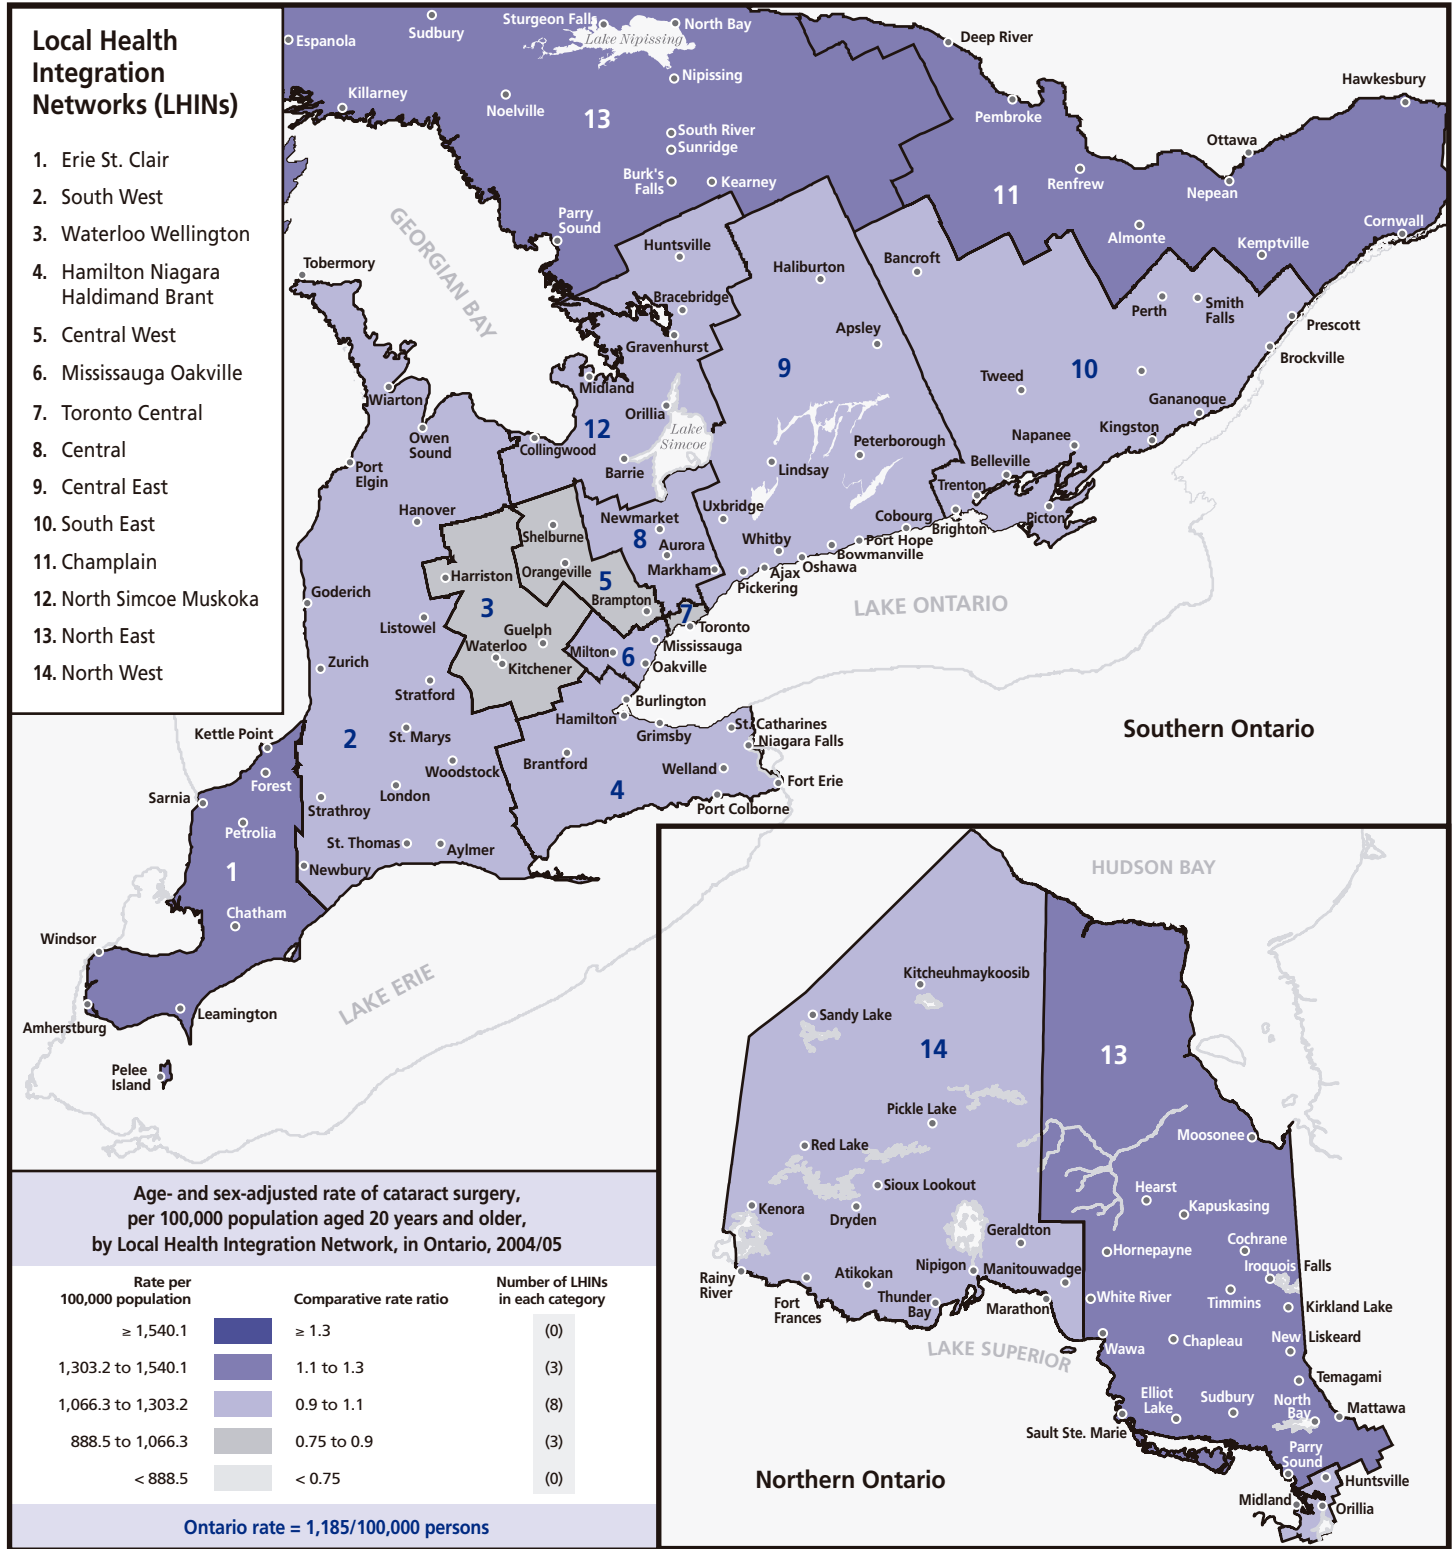 Local Health
Integration
Networks (LHINs)
1. Erie St. Clair
2. South West
3. Waterloo Wellington
4. Hamilton Niagara
Haldimand Brant
5. Central West
6. Mississauga Oakville
7. Toronto Central
8. Central
9. Central East
10. South East
11. Champlain
12. North Simcoe Muskoka
13. North East
14. North West
Espanola
Sudbury
Sturgeon Falls
North Bay
Lake Nipissing
Nipissing
Deep River
Hawkesbury
Killarney
Noelville
13
South River
Sunridge
Burk's
Falls
Kearney
Pembroke
Ottawa
Renfrew
Nepean
11
Parry
Sound
Almonte
Kemptville
Cornwall
GEORGIAN BAY
Tobermory
Huntsville
Haliburton
Bancroft
Bracebridge
Gravenhurst
Apsley
Perth
Smith
Falls
Prescott
Brockville
9
10
Tweed
Gananoque
Wiarton
Midland
Orillia
12
Lake
Simcoe
Owen
Sound
Collingwood
Barrie
Peterborough
Lindsay
Napanee
Kingston
Belleville
Trenton
Picton
Port
Elgin
Hanover
Shelburne
Newmarket
8
Aurora
Markham
Uxbridge
Whitby
Cobourg
Brighton
Port Hope
Bowmanville
Oshawa
Ajax
Pickering
Harriston
Orangeville
5
Brampton
Goderich
3
Listowel
Guelph
Waterloo
Kitchener
Milton
6
7
Toronto
Mississauga
Oakville
LAKE ONTARIO
Zurich
Stratford
Burlington
Hamilton
Grimsby
St. Catharines
Niagara Falls
Southern Ontario
Kettle Point
2
St. Marys
Woodstock
Brantford
Welland
Fort Erie
Port Colborne
4
Forest
Sarnia
Petrolia
Strathroy
London
St. Thomas
Aylmer
Newbury
1
Chatham
Windsor
Amherstburg
Leamington
LAKE ERIE
Pelee
Island
HUDSON BAY
Kitcheuhmaykoosib
Sandy Lake
14
13
Pickle Lake
Red Lake
Moosonee
Sioux Lookout
Kenora
Dryden
Hearst
Kapuskasing
Geraldton
Hornepayne
Cochrane
Iroquois Falls
Rainy
River
Atikokan
Nipigon
Manitouwadge
Fort
Frances
Thunder
Bay
Marathon
White River
Timmins
Kirkland Lake
LAKE SUPERIOR
Wawa
Chapleau
New Liskeard
Temagami
Elliot
Lake
Sudbury
North
Bay
Mattawa
Sault Ste. Marie
Parry
Sound
Huntsville
Midland
Orillia
Northern Ontario
Age- and sex-adjusted rate of cataract surgery,
per 100,000 population aged 20 years and older,
by Local Health Integration Network, in Ontario, 2004/05
Rate per
100,000 population
Comparative rate ratio
Number of LHINs
in each category
≥ 1,540.1 ≥ 1.3 (0)
1,303.2 to 1,540.1 1.1 to 1.3 (3)
1,066.3 to 1,303.2 0.9 to 1.1 (8)
888.5 to 1,066.3 0.75 to 0.9 (3)
< 888.5 < 0.75 (0)
Ontario rate = 1,185/100,000 persons